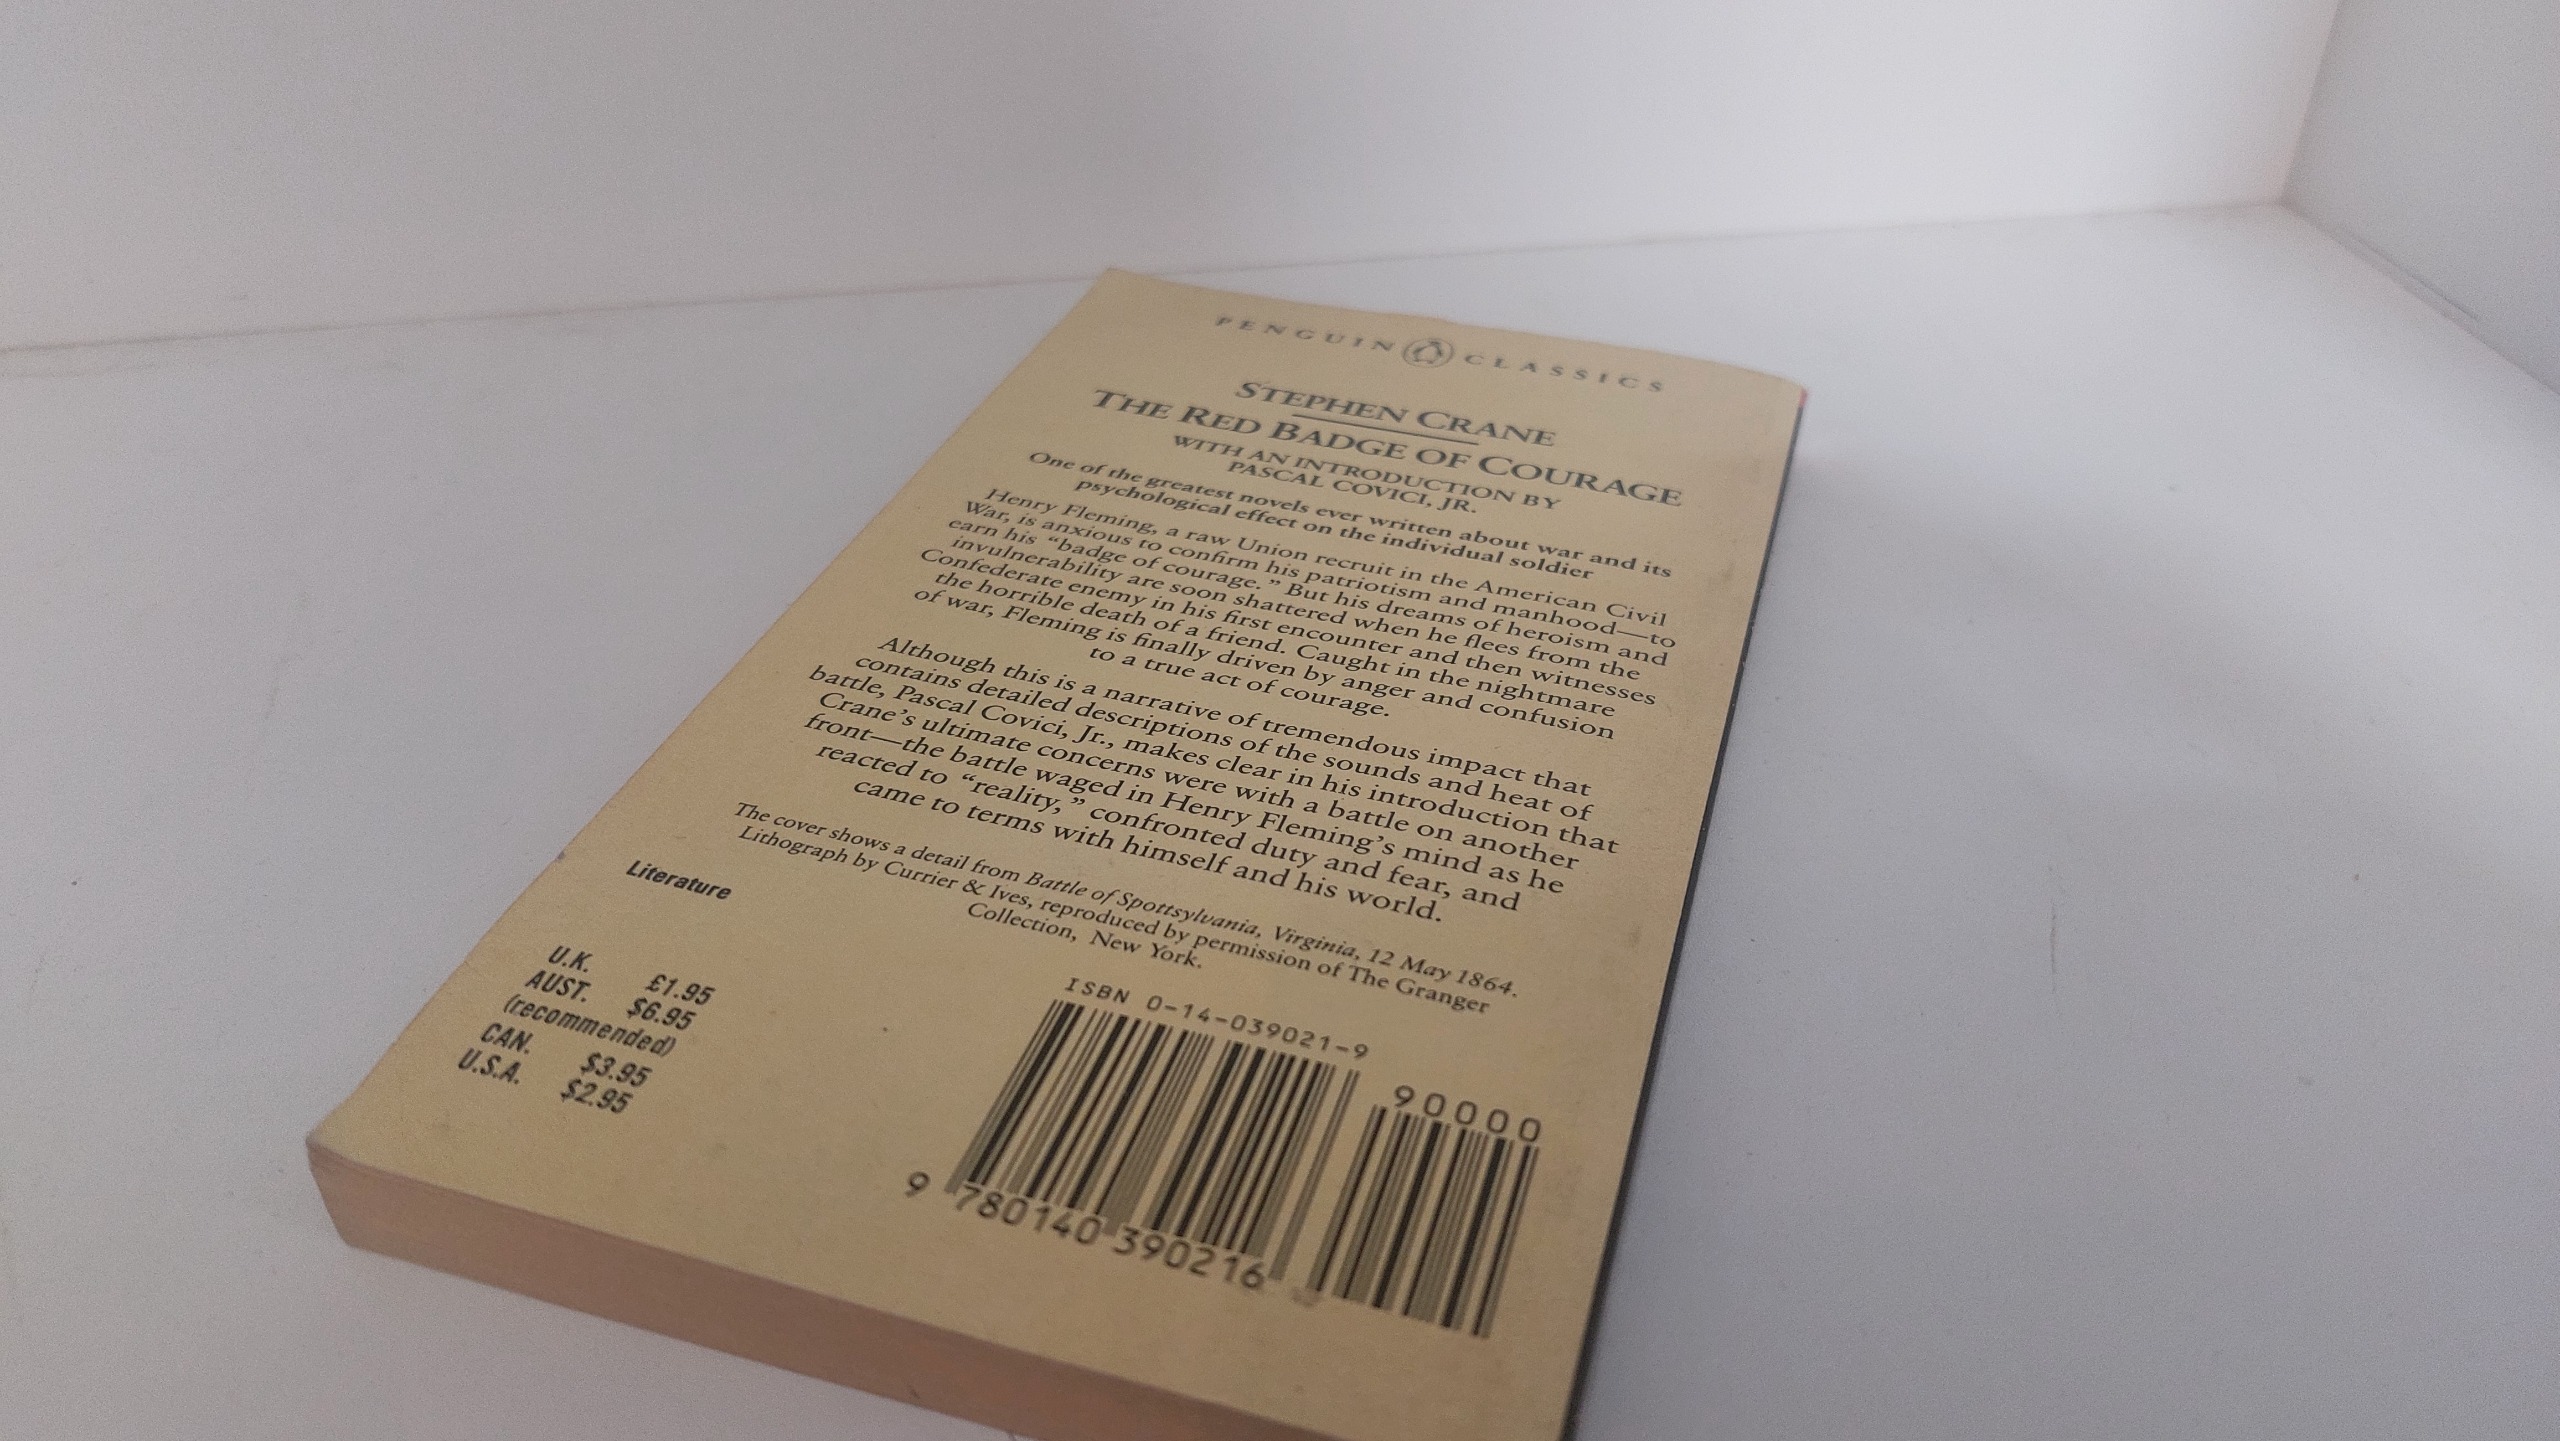 PENGUIN CLASSICS
STEPHEN CRANE
THE RED BADGE OF COURAGE
WITH AN INTRODUCTION BY
PASCAL COVICI, JR.
One of the greatest novels ever written about war and its
psychological effect on the individual soldier
Henry Fleming, a raw Union recruit in the American Civil
War, is anxious to confirm his patriotism and manhood—to
earn his “badge of courage.” But his dreams of heroism and
invulnerability are soon shattered when he flees from the
Confederate enemy in his first encounter and then witnesses
the horrible death of a friend. Caught in the nightmare
of war, Fleming is finally driven by anger and confusion
to a true act of courage.
Although this is a narrative of tremendous impact that
contains detailed descriptions of the sounds and heat of
battle, Pascal Covici, Jr., makes clear in his introduction that
Crane’s ultimate concerns were with a battle on another
front—the battle waged in Henry Fleming’s mind as he
reacted to “reality,” confronted duty and fear, and
came to terms with himself and his world.
The cover shows a detail from Battle of Spottsylvania, Virginia, 12 May 1864.
Lithograph by Currier & Ives, reproduced by permission of The Granger
Collection, New York.
Literature
U.K. £1.95
AUST. $6.95
(recommended)
CAN. $3.95
U.S.A. $2.95
ISBN 0-14-039021-9
90000
9 780140 390216